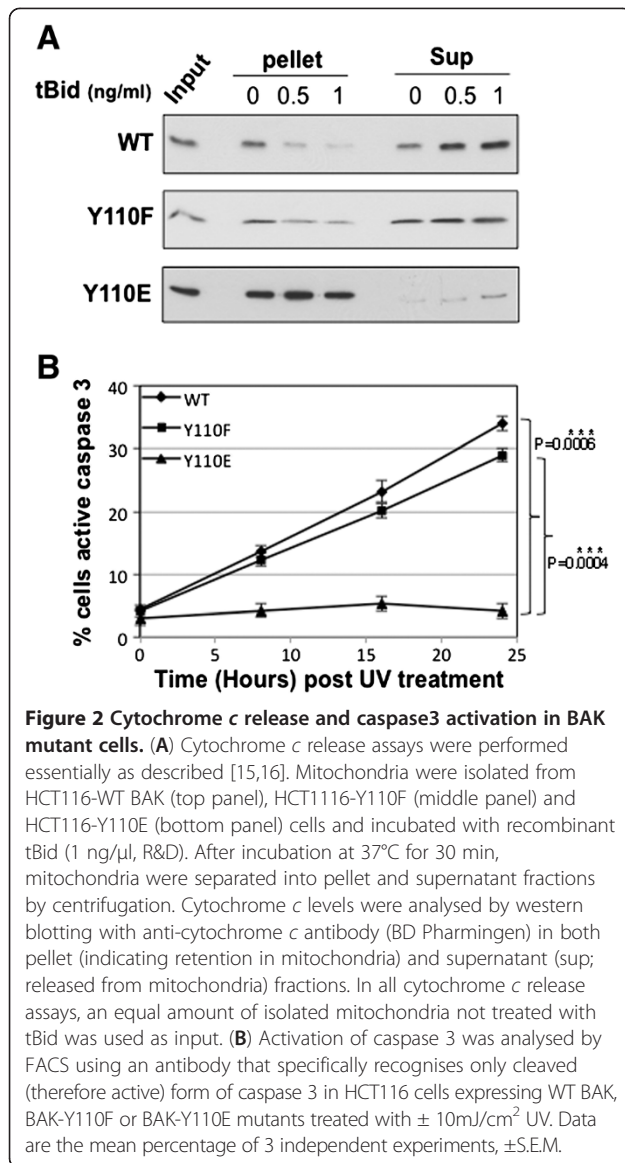 A
tBid (ng/ml) Input pellet Sup
0 0.5 1 0 0.5 1
WT
Y110F
Y110E
B
% cells active caspase 3
40
30
20
10
0
WT
Y110F
Y110E
0 5 10 15 20 25
Time (Hours) post UV treatment
***
P=0.0006
***
P=0.0004
Figure 2 Cytochrome c release and caspase3 activation in BAK
mutant cells. (A) Cytochrome c release assays were performed
essentially as described [15,16]. Mitochondria were isolated from
HCT116-WT BAK (top panel), HCT1116-Y110F (middle panel) and
HCT116-Y110E (bottom panel) cells and incubated with recombinant
tBid (1 ng/μl, R&D). After incubation at 37°C for 30 min,
mitochondria were separated into pellet and supernatant fractions
by centrifugation. Cytochrome c levels were analysed by western
blotting with anti-cytochrome c antibody (BD Pharmingen) in both
pellet (indicating retention in mitochondria) and supernatant (sup;
released from mitochondria) fractions. In all cytochrome c release
assays, an equal amount of isolated mitochondria not treated with
tBid was used as input. (B) Activation of caspase 3 was analysed by
FACS using an antibody that specifically recognises only cleaved
(therefore active) form of caspase 3 in HCT116 cells expressing WT BAK,
BAK-Y110F or BAK-Y110E mutants treated with ± 10mJ/cm² UV. Data
are the mean percentage of 3 independent experiments, ±S.E.M.